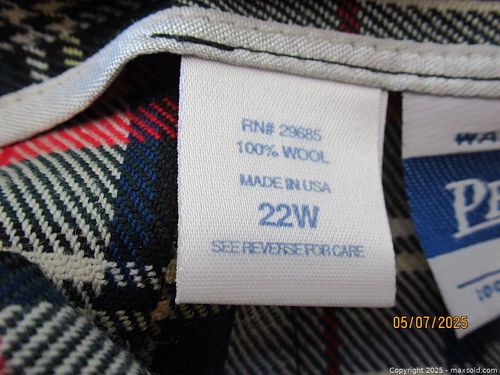 RN# 29685
100% WOOL
MADE IN USA
22W
SEE REVERSE FOR CARE
05/07/2025
Copyright 2025 - maxsold.com